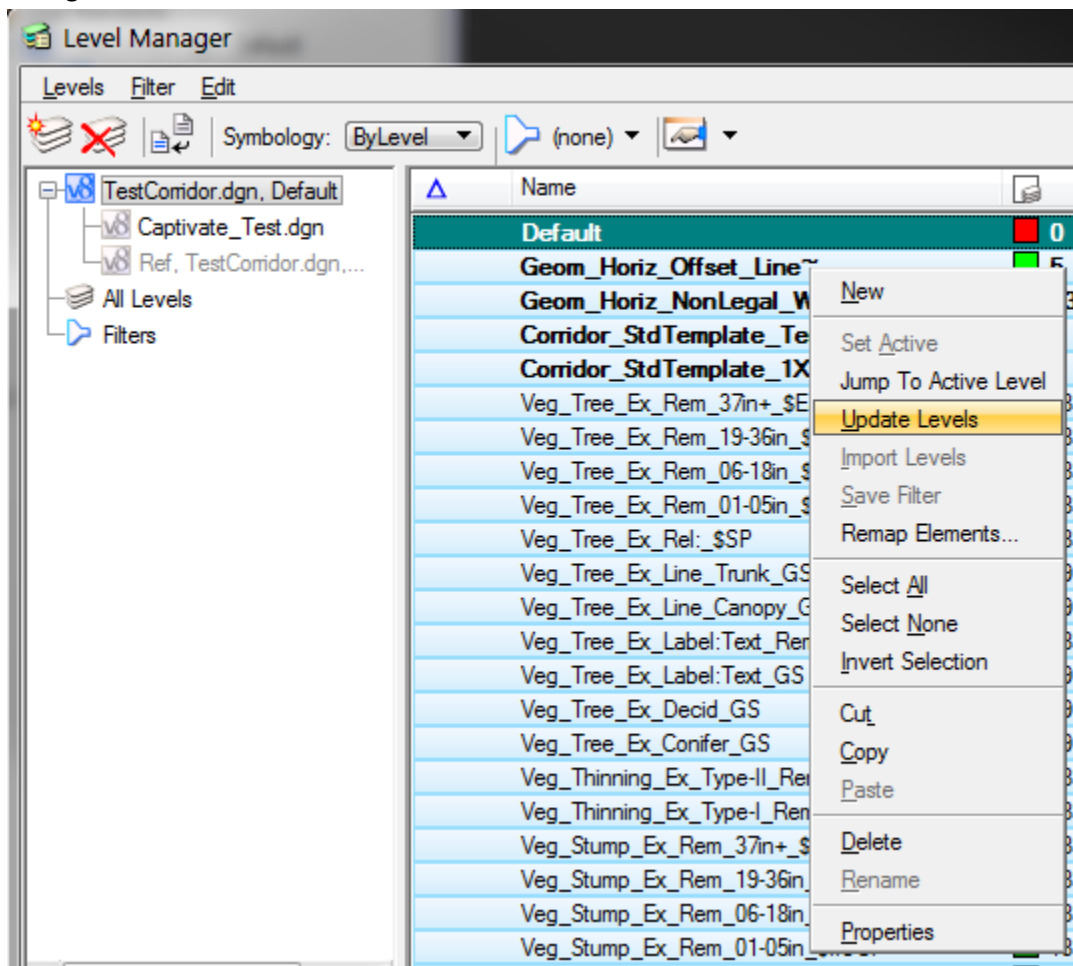 Level Manager
Levels Filter Edit
Symbology: ByLevel (none)
TestCorridor.dgn, Default
Captivate_Test.dgn
Ref, TestCorridor.dgn,...
All Levels
Filters
Name
Default 0
Geom_Horiz_Offset_Line~ 5
Geom_Horiz_NonLegal_W
Corridor_StdTemplate_Te
Corridor_StdTemplate_1X
Veg_Tree_Ex_Rem_37in+_$E
Veg_Tree_Ex_Rem_19-36in_$
Veg_Tree_Ex_Rem_06-18in_$
Veg_Tree_Ex_Rem_01-05in_$
Veg_Tree_Ex_Rel:_$SP
Veg_Tree_Ex_Line_Trunk_GS
Veg_Tree_Ex_Line_Canopy_G
Veg_Tree_Ex_Label:Text_Rem
Veg_Tree_Ex_Label:Text_GS
Veg_Tree_Ex_Decid_GS
Veg_Tree_Ex_Conifer_GS
Veg_Thinning_Ex_Type-II_Rem
Veg_Thinning_Ex_Type-I_Rem
Veg_Stump_Ex_Rem_37in+_$
Veg_Stump_Ex_Rem_19-36in_
Veg_Stump_Ex_Rem_06-18in_
Veg_Stump_Ex_Rem_01-05in_
New
Set Active
Jump To Active Level
Update Levels
Import Levels
Save Filter
Remap Elements...
Select All
Select None
Invert Selection
Cut
Copy
Paste
Delete
Rename
Properties